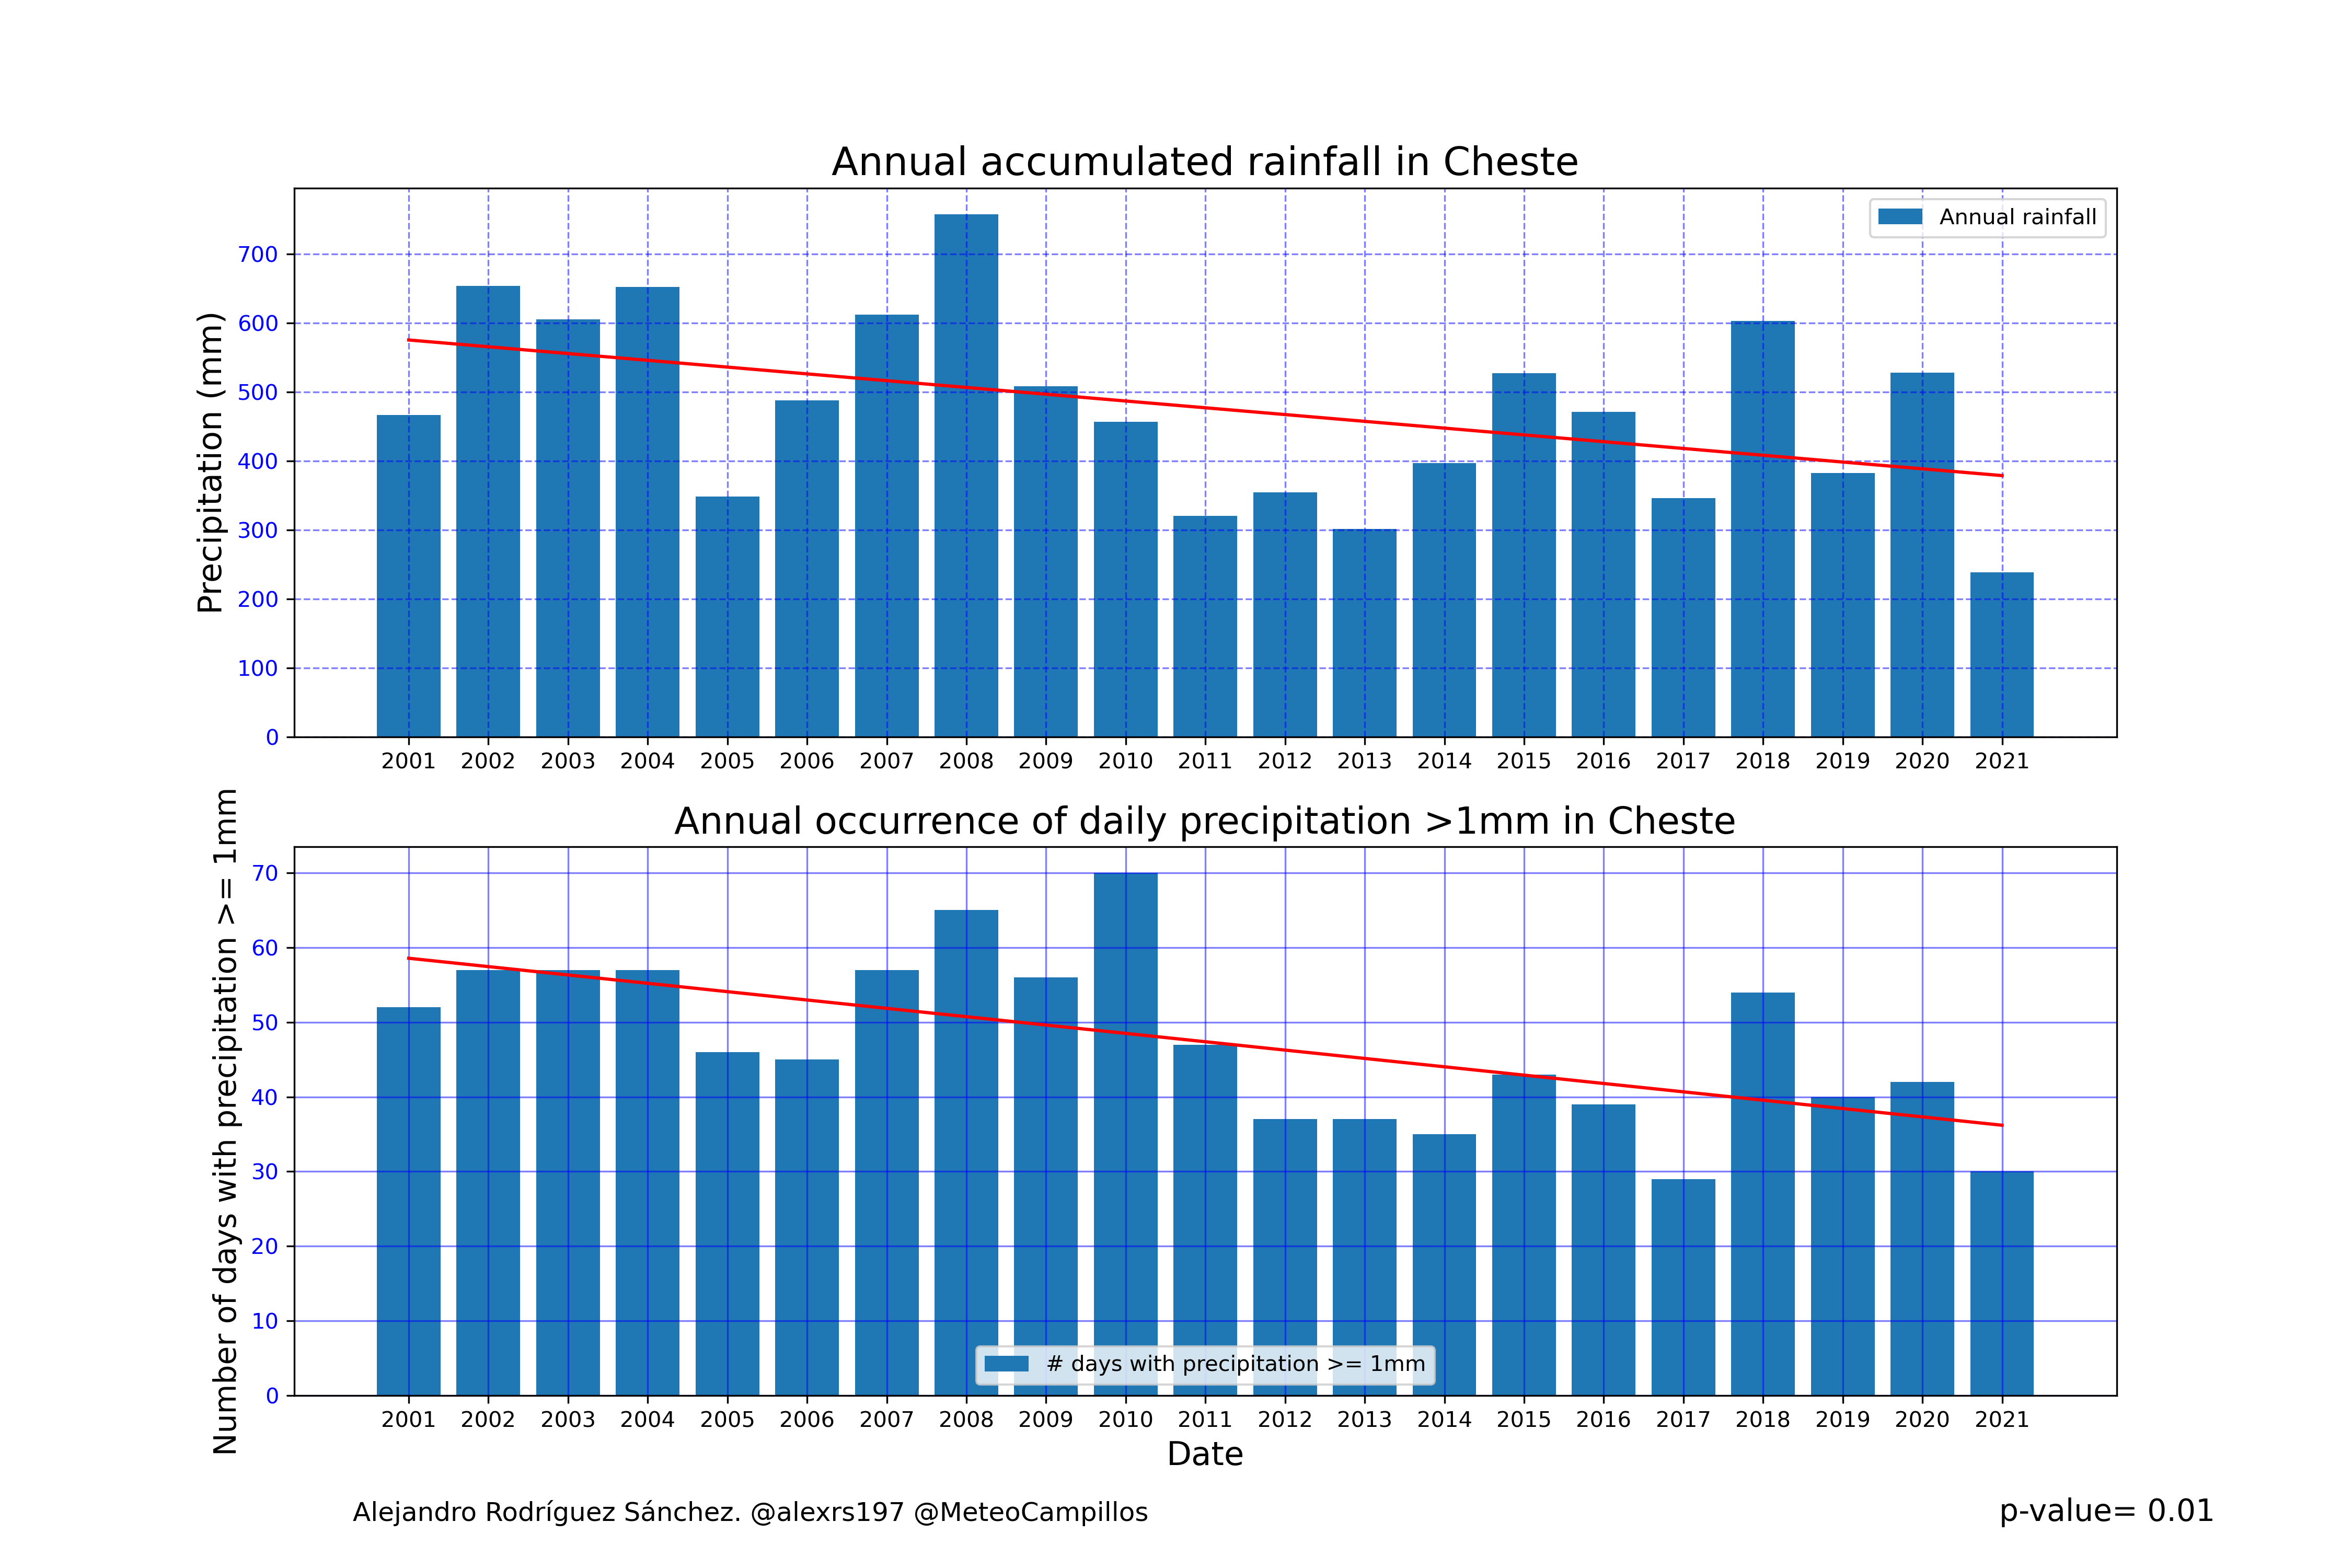 Annual accumulated rainfall in Cheste
Annual rainfall
Precipitation (mm)
700
600
500
400
300
200
100
0
2001 2002 2003 2004 2005 2006 2007 2008 2009 2010 2011 2012 2013 2014 2015 2016 2017 2018 2019 2020 2021
Annual occurrence of daily precipitation >1mm in Cheste
Number of days with precipitation >= 1mm
70
60
50
40
30
20
10
0
# days with precipitation >= 1mm
2001 2002 2003 2004 2005 2006 2007 2008 2009 2010 2011 2012 2013 2014 2015 2016 2017 2018 2019 2020 2021
Date
Alejandro Rodríguez Sánchez. @alexrs197 @MeteoCampillos
p-value= 0.01